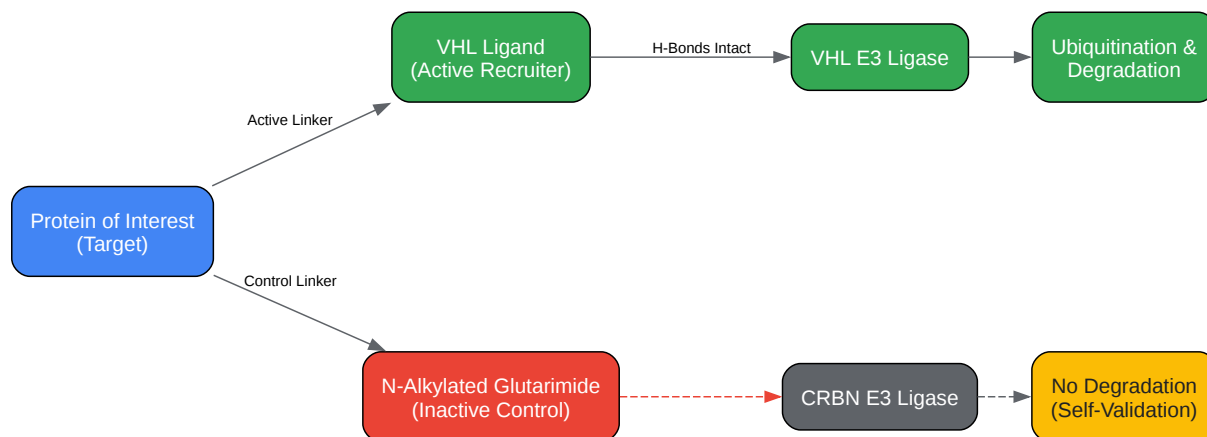 VHL Ligand
(Active Recruiter)
H-Bonds Intact
VHL E3 Ligase
Ubiquitination &
Degradation
Active Linker
Protein of Interest
(Target)
Control Linker
N-Alkylated Glutarimide
(Inactive Control)
CRBN E3 Ligase
No Degradation
(Self-Validation)